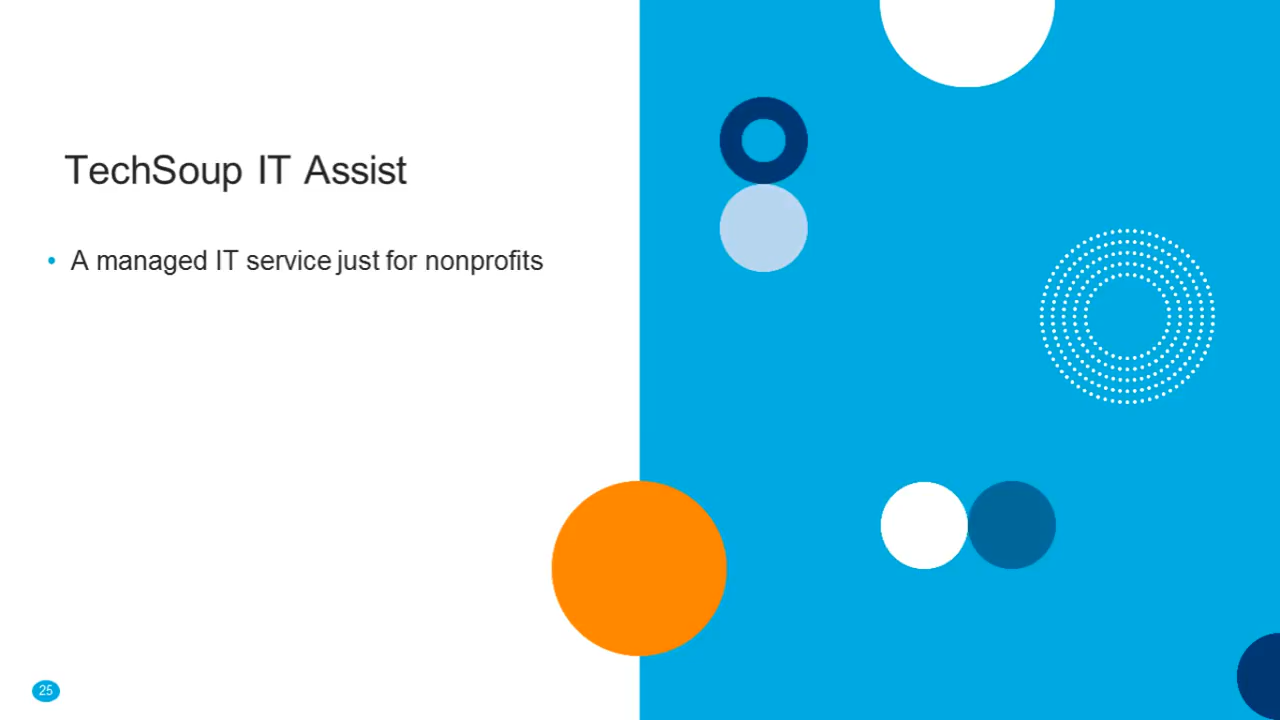 TechSoup IT Assist
• A managed IT service just for nonprofits
25